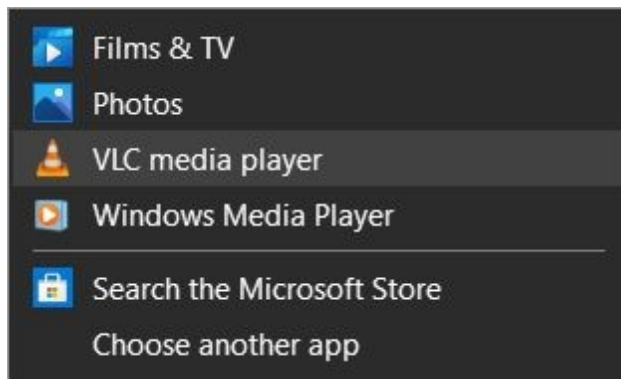 Films & TV
Photos
VLC media player
Windows Media Player
Search the Microsoft Store
Choose another app